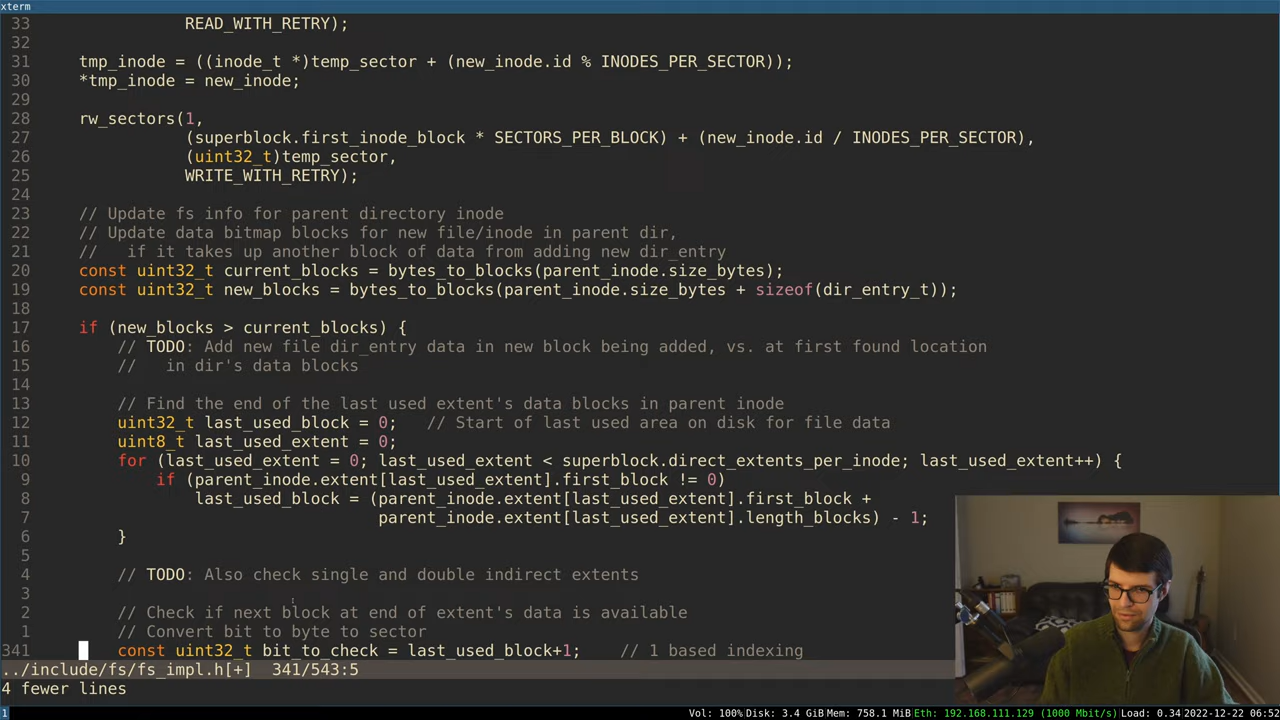 xterm
33 READ_WITH_RETRY);
32
31 tmp_inode = ((inode_t *)temp_sector + (new_inode.id % INODES_PER_SECTOR));
30 *tmp_inode = new_inode;
29
28 rw_sectors(1,
27 (superblock.first_inode_block * SECTORS_PER_BLOCK) + (new_inode.id / INODES_PER_SECTOR),
26 (uint32_t)temp_sector,
25 WRITE_WITH_RETRY);
24
23 // Update fs info for parent directory inode
22 // Update data bitmap blocks for new file/inode in parent dir,
21 //   if it takes up another block of data from adding new dir_entry
20 const uint32_t current_blocks = bytes_to_blocks(parent_inode.size_bytes);
19 const uint32_t new_blocks = bytes_to_blocks(parent_inode.size_bytes + sizeof(dir_entry_t));
18
17 if (new_blocks > current_blocks) {
16 // TODO: Add new file dir_entry data in new block being added, vs. at first found location
15 //   in dir's data blocks
14
13 // Find the end of the last used extent's data blocks in parent inode
12 uint32_t last_used_block = 0;   // Start of last used area on disk for file data
11 uint8_t last_used_extent = 0;
10 for (last_used_extent = 0; last_used_extent < superblock.direct_extents_per_inode; last_used_extent++) {
9 if (parent_inode.extent[last_used_extent].first_block != 0)
8 last_used_block = (parent_inode.extent[last_used_extent].first_block +
7 parent_inode.extent[last_used_extent].length_blocks) - 1;
6 }
5
4 // TODO: Also check single and double indirect extents
3
2 // Check if next block at end of extent's data is available
1 // Convert bit to byte to sector
341 const uint32_t bit_to_check = last_used_block+1;    // 1 based indexing
../include/fs/fs_impl.h[+]  341/543:5
4 fewer lines
1 Vol: 100% Disk: 3.4 GiB Mem: 758.1 MiB Eth: 192.168.111.129 (1000 Mbit/s) Load: 0.34 2022-12-22 06:52